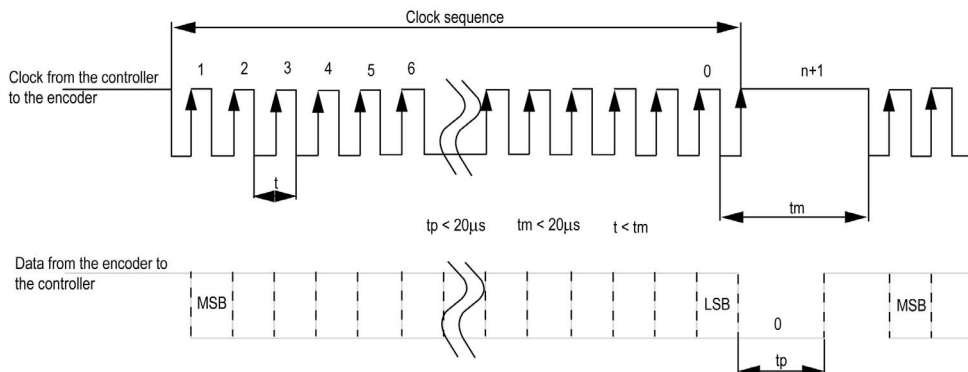 Clock sequence
Clock from the controller
to the encoder
1 2 3 4 5 6 0 n+1
t
tm
tp < 20µs tm < 20µs t < tm
Data from the encoder to
the controller
MSB LSB 0 MSB
tp